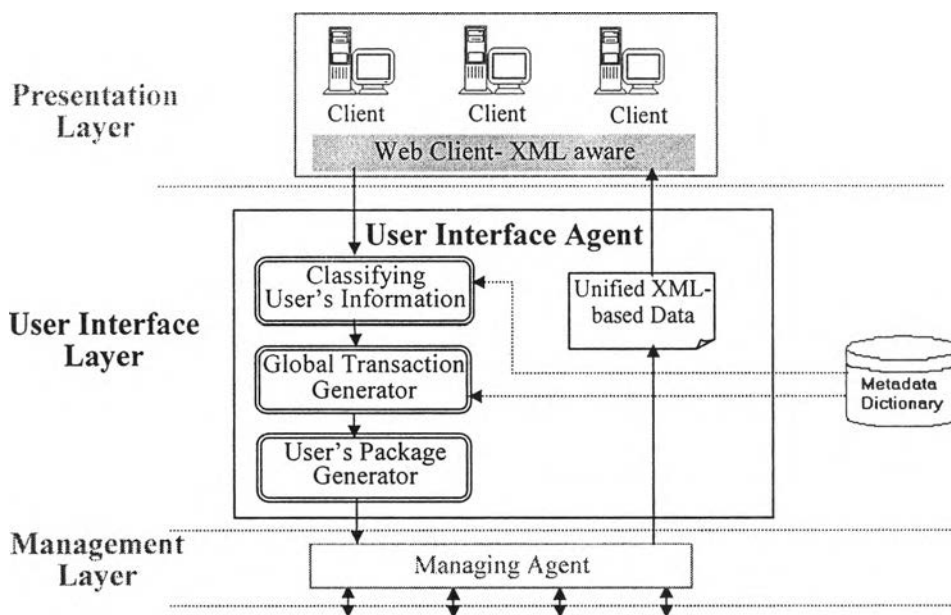 Presentation
Layer
Client
Client
Client
Web Client- XML aware
User Interface Agent
Classifying
User's Information
Unified XML-
based Data
User Interface
Layer
Global Transaction
Generator
Metadata
Dictionary
User's Package
Generator
Management
Layer
Managing Agent